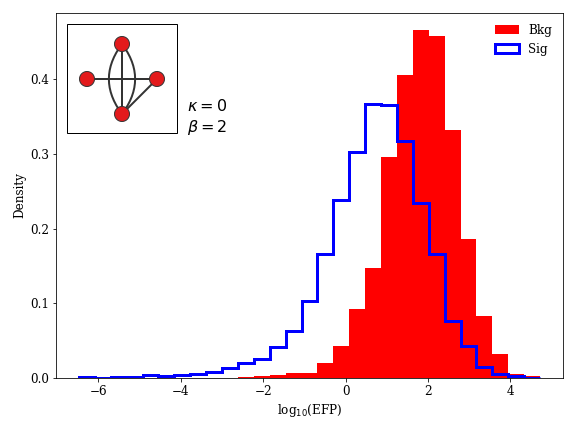 κ = 0
β = 2
Bkg
Sig
Density
0.4
0.3
0.2
0.1
0.0
−6
−4
−2
0
2
4
log₁₀(EFP)